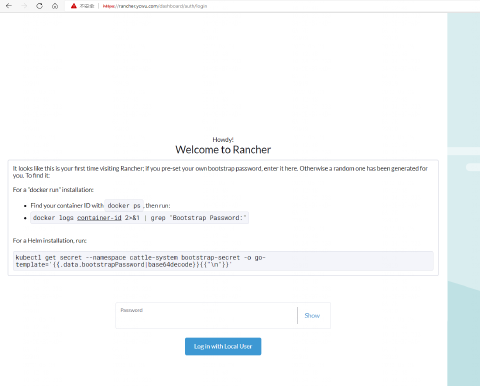 不安全
https://rancher.yovu.com/dashboard/auth/login
Howdy!
Welcome to Rancher
It looks like this is your first time visiting Rancher; if you pre-set your own bootstrap password, enter it here. Otherwise a random one has been generated for
you. To find it:
For a "docker run" installation:
Find your container ID with docker ps, then run:
docker logs container-id 2>&1 | grep "Bootstrap Password:"
For a Helm installation, run:
kubectl get secret --namespace cattle-system bootstrap-secret -o go-
template='{{.data.bootstrapPassword|base64decode}}{{"\n"}}'
Password
Show
Log in with Local User